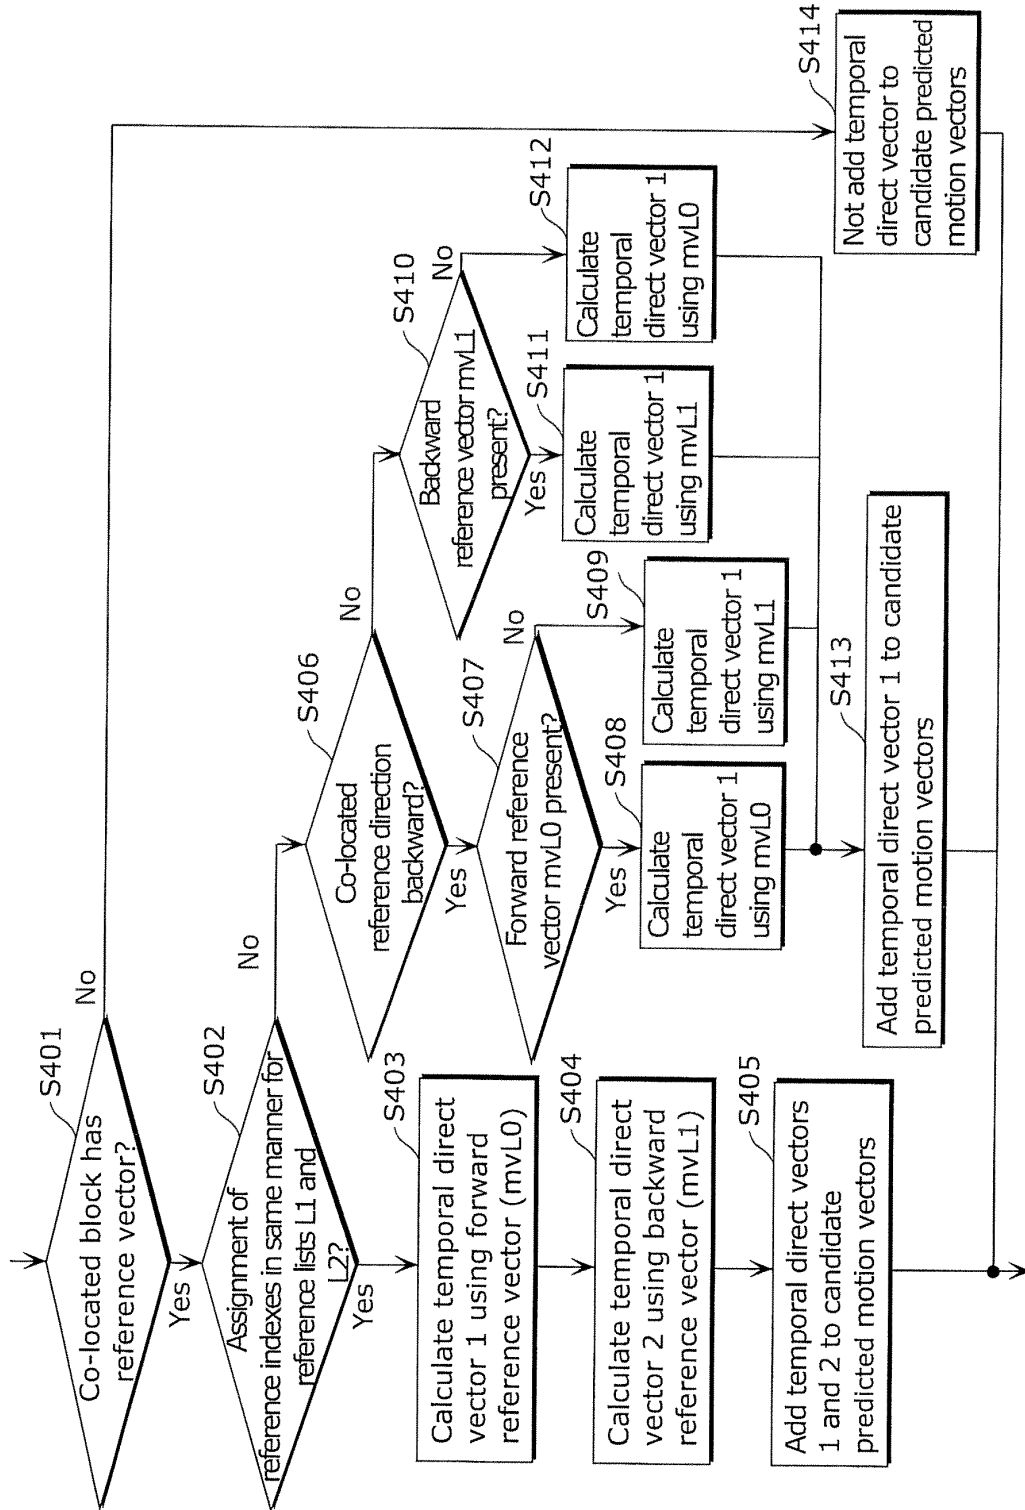 S401
Co-located block has
reference vector?
No
Yes
S402
Assignment of
reference indexes in same manner for
reference lists L1 and
L2?
No
Yes
S403
Calculate temporal direct
vector 1 using forward
reference vector (mvL0)
S404
Calculate temporal direct
vector 2 using backward
reference vector (mvL1)
S405
Add temporal direct vectors
1 and 2 to candidate
predicted motion vectors
S406
Co-located
reference direction
backward?
No
Yes
S407
Forward reference
vector mvL0 present?
No
Yes
S408
Calculate
temporal
direct vector 1
using mvL0
S409
Calculate
temporal
direct vector 1
using mvL1
S410
Backward
reference vector mvL1
present?
No
Yes
S411
Calculate
temporal
direct vector 1
using mvL1
S412
Calculate
temporal
direct vector 1
using mvL0
S413
Add temporal direct vector 1 to candidate
predicted motion vectors
S414
Not add temporal
direct vector to
candidate predicted
motion vectors